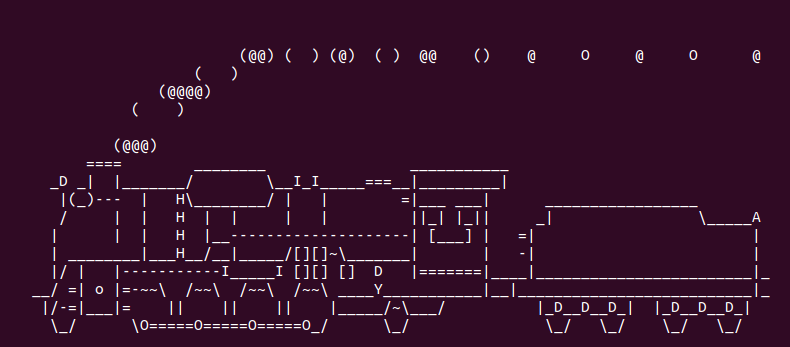 (@@) (  ) (@)  ( )  @@    ()    @     O     @     O      @
                 (   )
             (@@@@)
          (    )

        (@@@)
     ====        ________                ___________
 _D _|  |_______/        \__I_I_____===__|_________|
  |(_)---  |   H\________/ |   |        =|___ ___|      _________________
  /     |  |   H  |  |     |   |         ||_| |_||     _|                \_____A
 |      |  |   H  |__--------------------| [___] |   =|                        |
 | ________|___H__/__|_____/[][]~\_______|       |   -|                        |
 |/ |   |-----------I_____I [][] []  D   |=======|____|________________________|_
__/ =| o |=-~~\  /~~\  /~~\  /~~\ ____Y___________|__|__________________________|_
 |/-=|___|=    ||    ||    ||    |_____/~\___/          |_D__D__D_|  |_D__D__D_|
  \_/      \O=====O=====O=====O_/      \_/               \_/   \_/    \_/   \_/